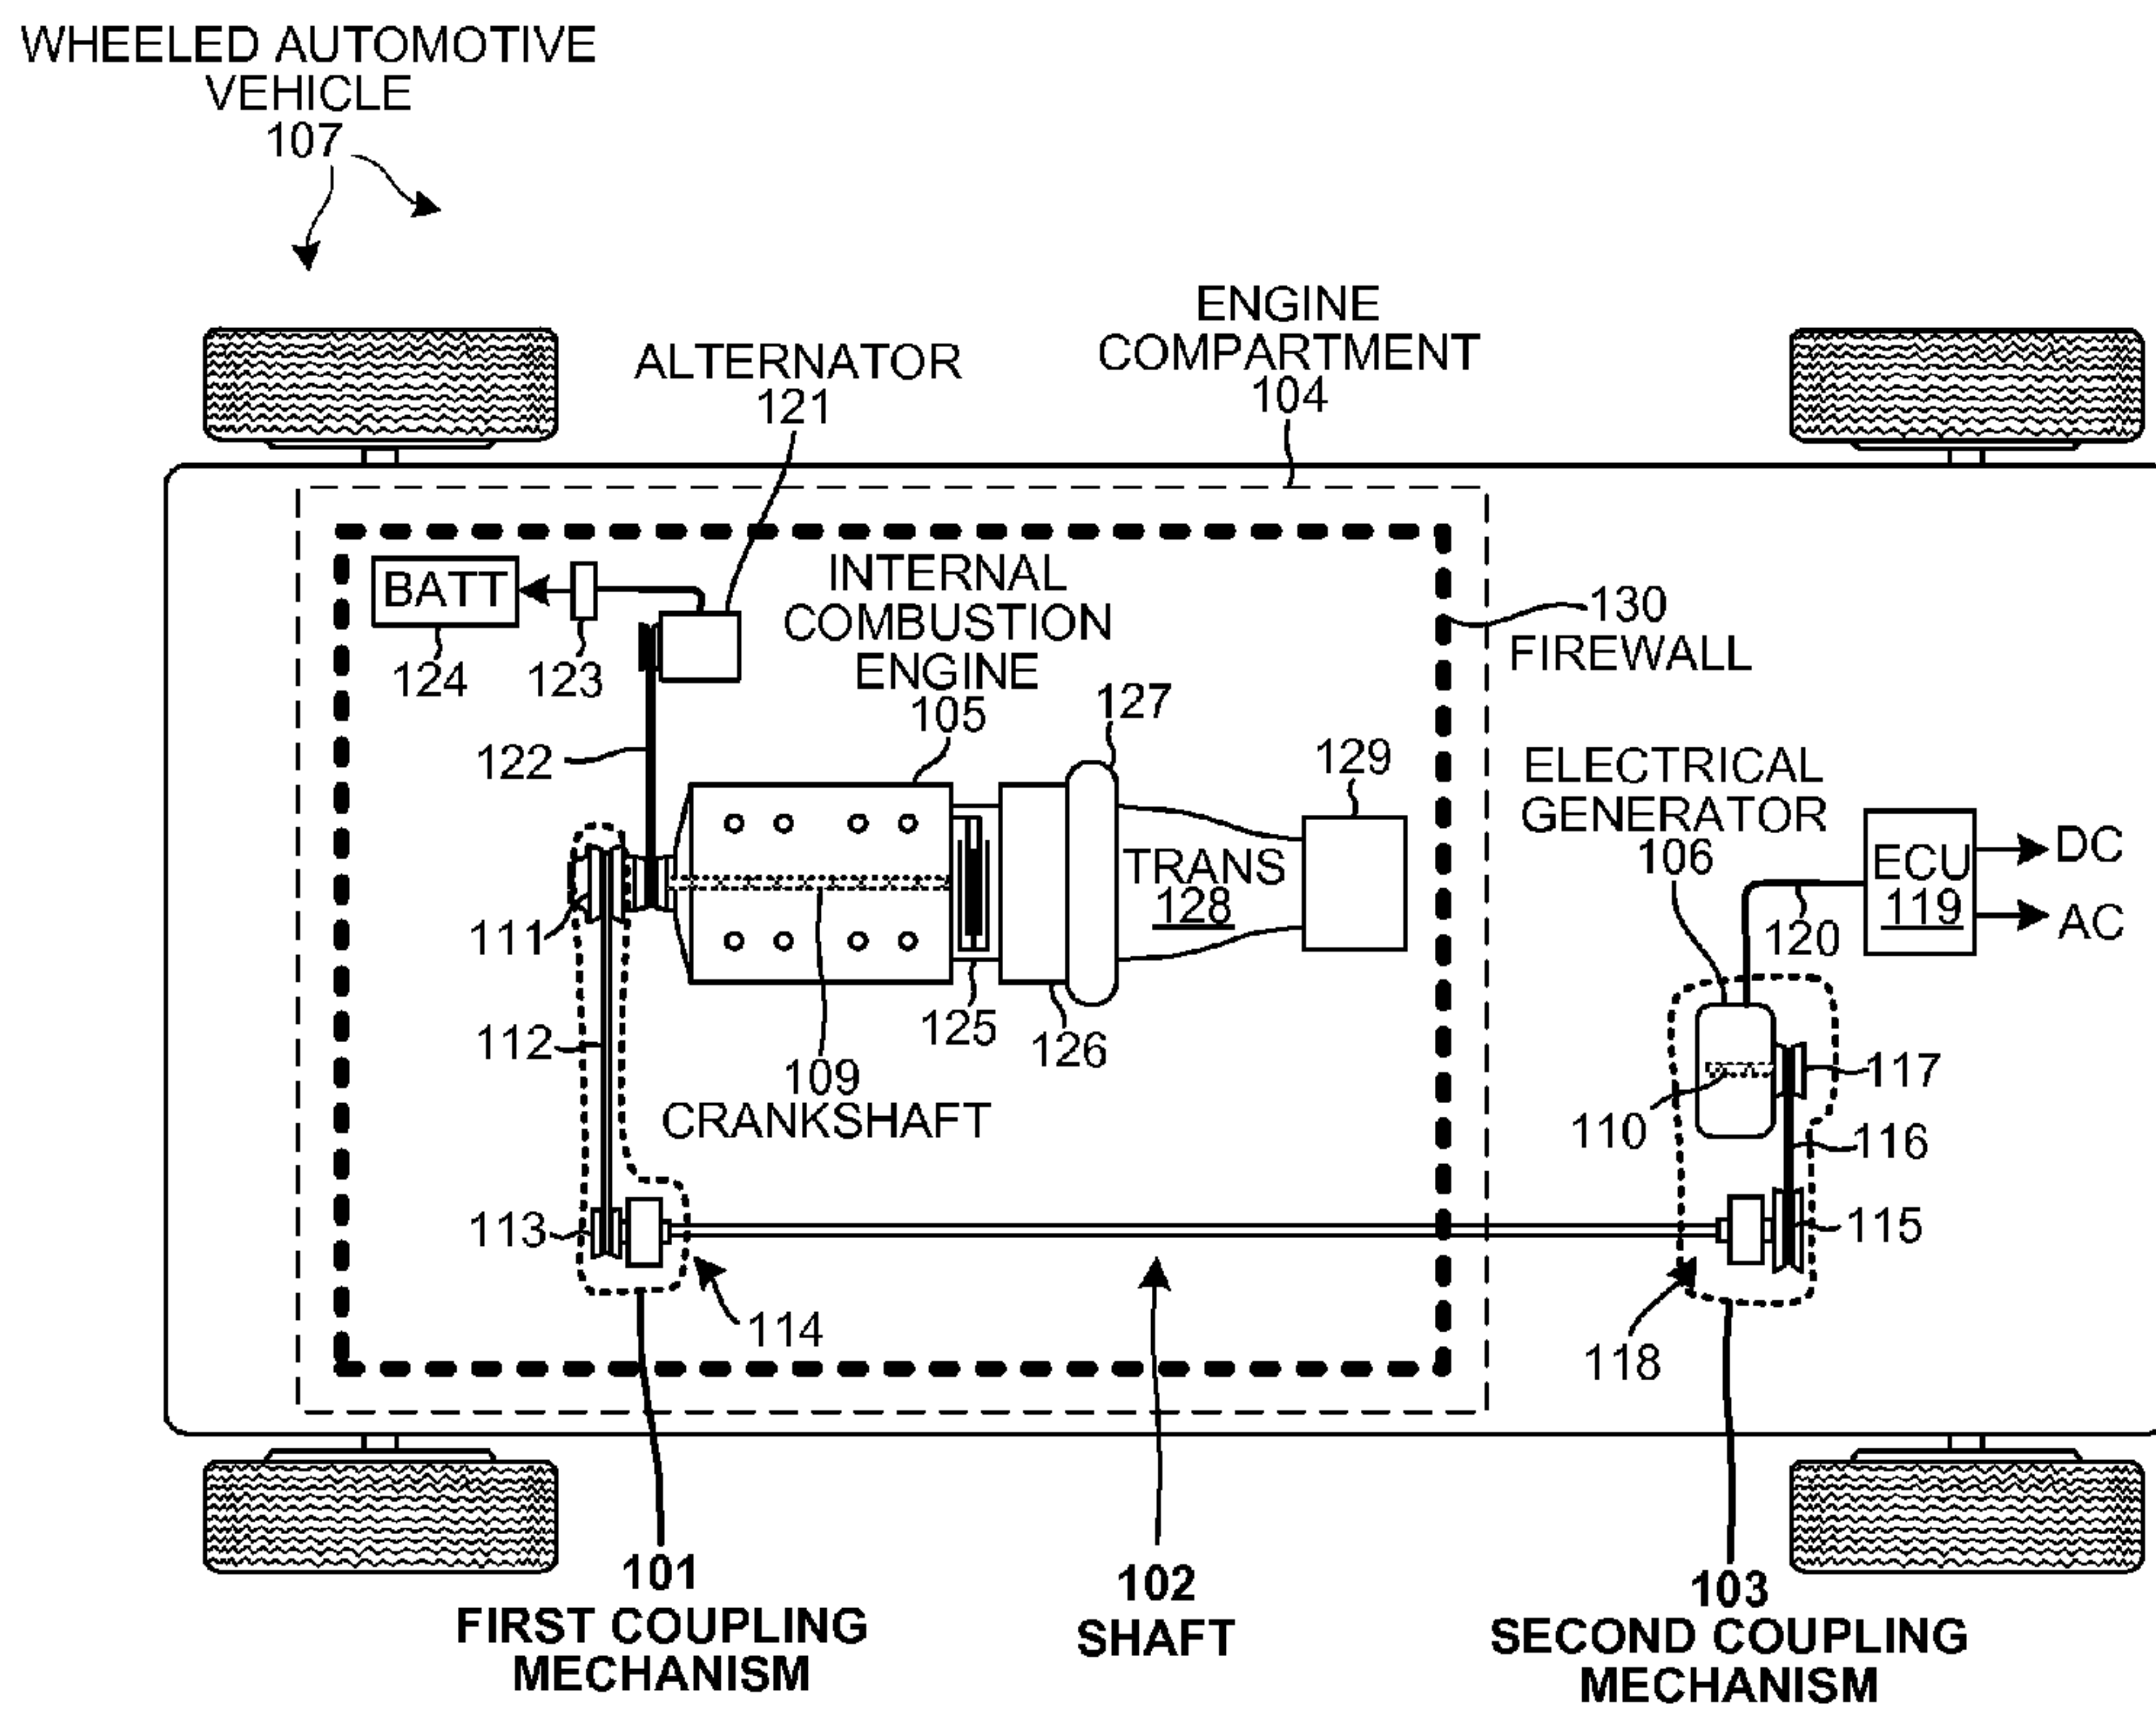 WHEELED AUTOMOTIVE
VEHICLE
107
ENGINE
COMPARTMENT
104
ALTERNATOR
121
BATT
124
123
INTERNAL
COMBUSTION
ENGINE
105
130
FIREWALL
122
127
129
ELECTRICAL
GENERATOR
106
TRANS
128
ECU
119
DC
AC
120
111
112
125
126
109
CRANKSHAFT
117
110
116
113
115
114
118
101
FIRST COUPLING
MECHANISM
102
SHAFT
103
SECOND COUPLING
MECHANISM